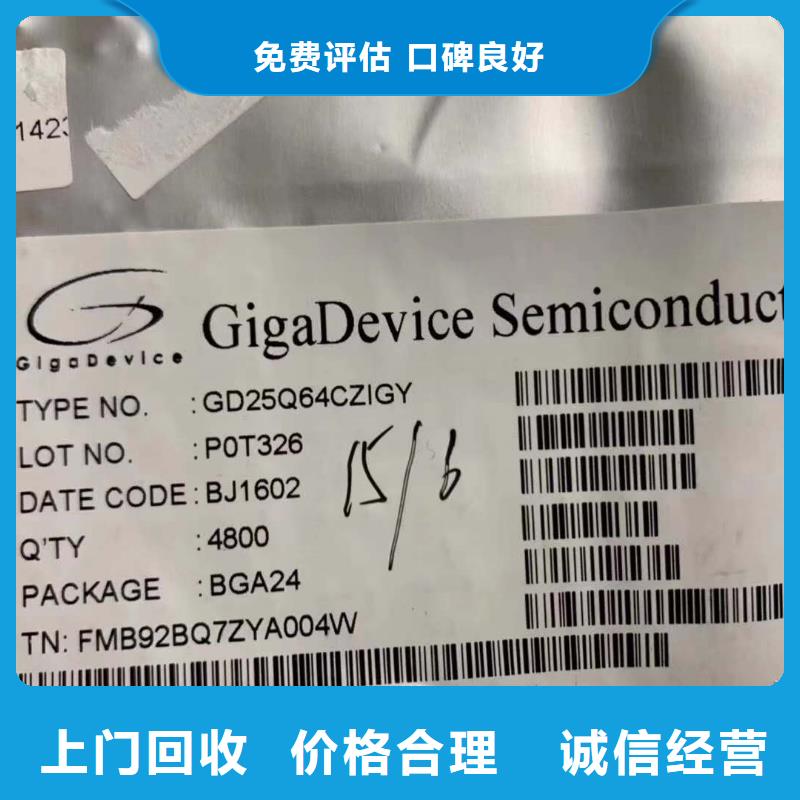 免费评估 口碑良好
1423
GigaDevice
GigaDevice Semiconduct
TYPE NO. :GD25Q64CZIGY
LOT NO. :P0T326
DATE CODE:BJ1602
15/6
Q'TY :4800
PACKAGE :BGA24
TN: FMB92BQ7ZYA004W
上门回收 价格合理 诚信经营